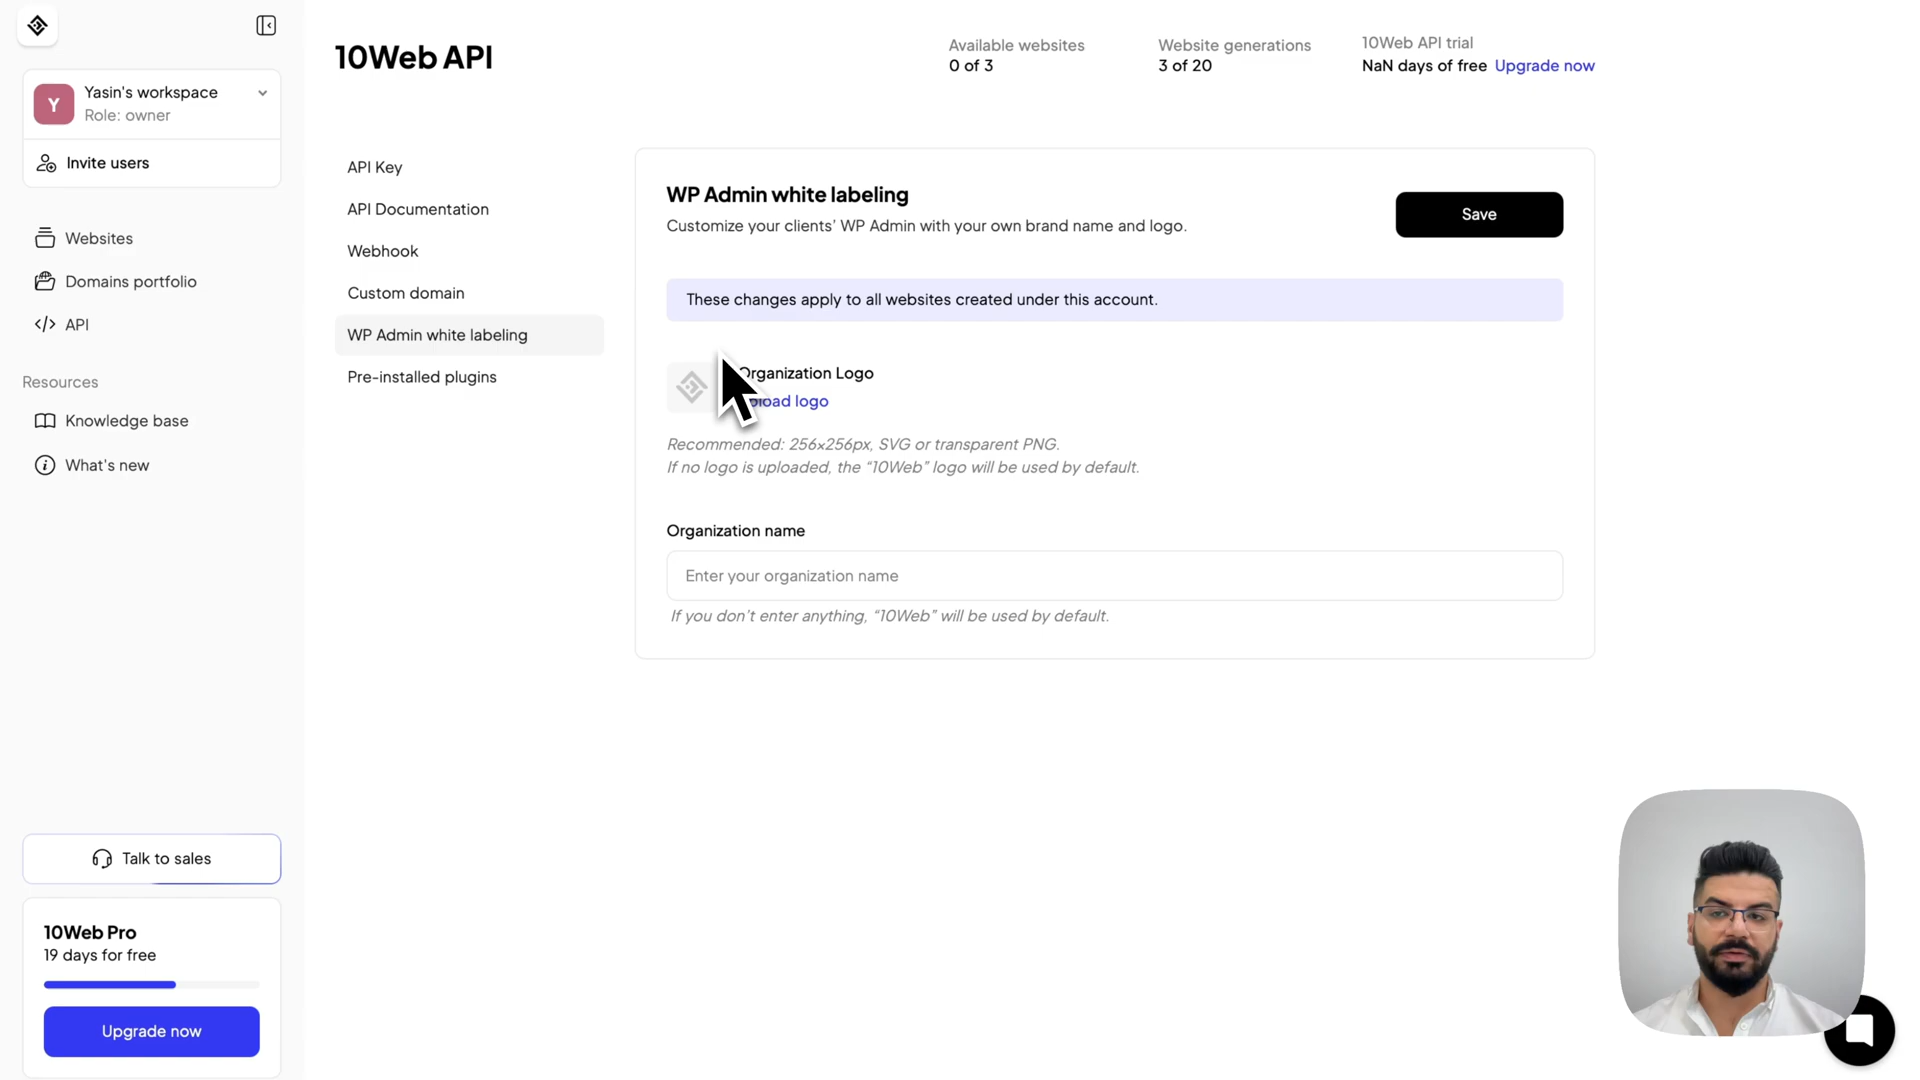 10Web API
Available websites
0 of 3
Website generations
3 of 20
10Web API trial
NaN days of free Upgrade now
Y
Yasin's workspace
Role: owner
Invite users
Websites
Domains portfolio
API
Resources
Knowledge base
What's new
Talk to sales
10Web Pro
19 days for free
Upgrade now
API Key
API Documentation
Webhook
Custom domain
WP Admin white labeling
Pre-installed plugins
WP Admin white labeling
Customize your clients' WP Admin with your own brand name and logo.
Save
These changes apply to all websites created under this account.
Organization Logo
logo
Recommended: 256×256px, SVG or transparent PNG.
If no logo is uploaded, the “10Web” logo will be used by default.
Organization name
Enter your organization name
If you don't enter anything, “10Web” will be used by default.